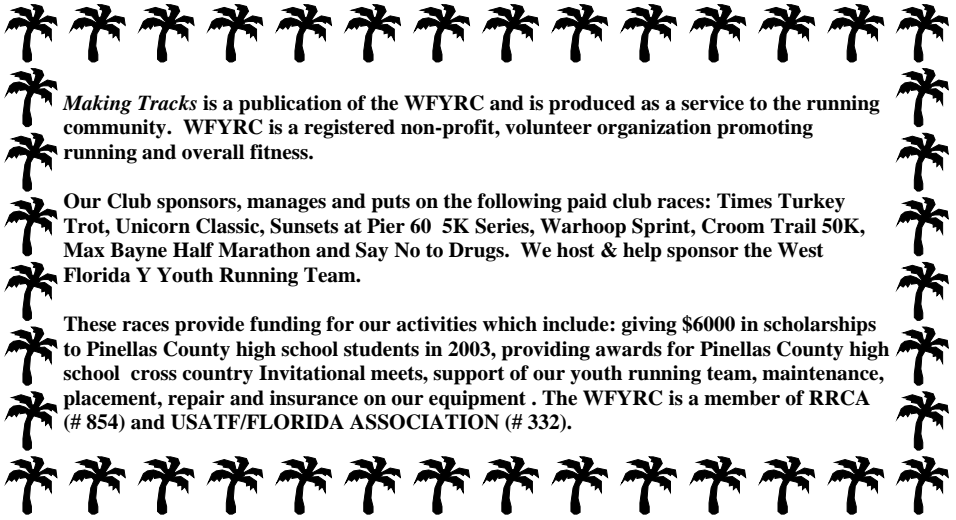 Making Tracks is a publication of the WFYRC and is produced as a service to the running
community.  WFYRC is a registered non-profit, volunteer organization promoting
running and overall fitness.
Our Club sponsors, manages and puts on the following paid club races: Times Turkey
Trot, Unicorn Classic, Sunsets at Pier 60  5K Series, Warhoop Sprint, Croom Trail 50K,
Max Bayne Half Marathon and Say No to Drugs.  We host & help sponsor the West
Florida Y Youth Running Team.
These races provide funding for our activities which include: giving $6000 in scholarships
to Pinellas County high school students in 2003, providing awards for Pinellas County high
school  cross country Invitational meets, support of our youth running team, maintenance,
placement, repair and insurance on our equipment . The WFYRC is a member of RRCA
(# 854) and USATF/FLORIDA ASSOCIATION (# 332).